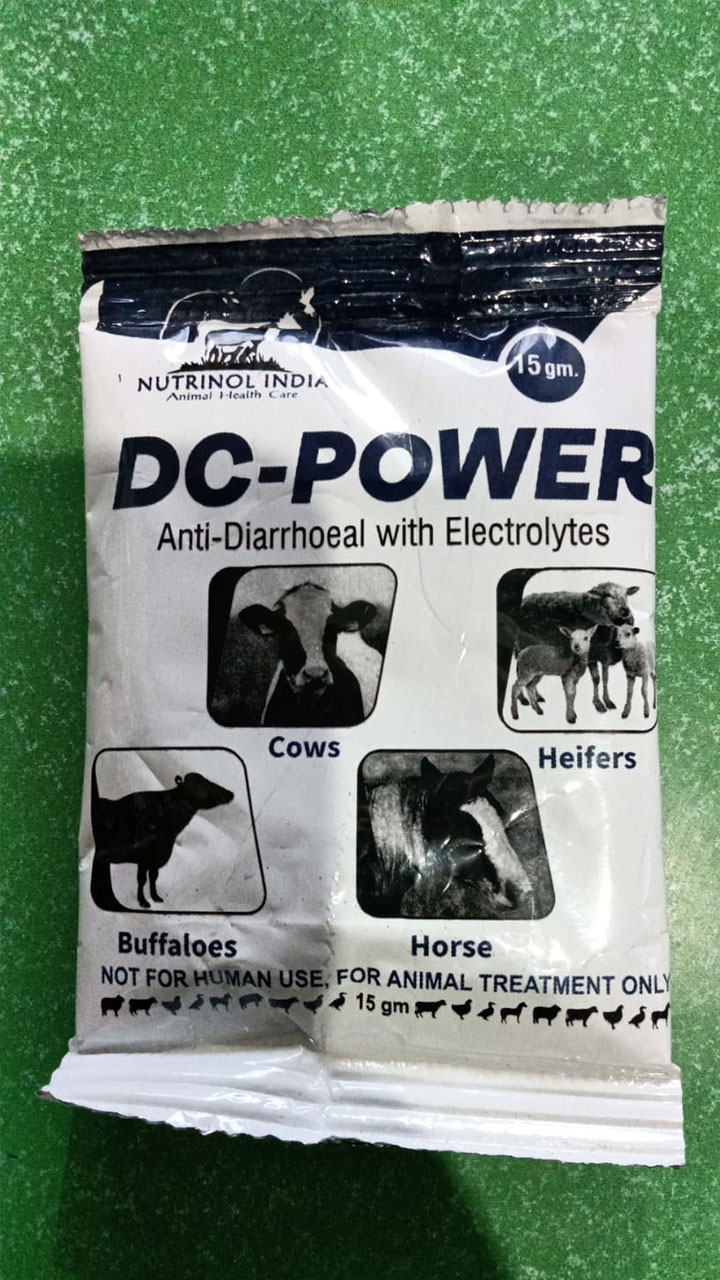 NUTRINOL INDIA
Animal Health Care
15 gm.
DC-POWER
Anti-Diarrhoeal with Electrolytes
Cows
Heifers
Buffaloes
Horse
NOT FOR HUMAN USE, FOR ANIMAL TREATMENT ONLY
15 gm